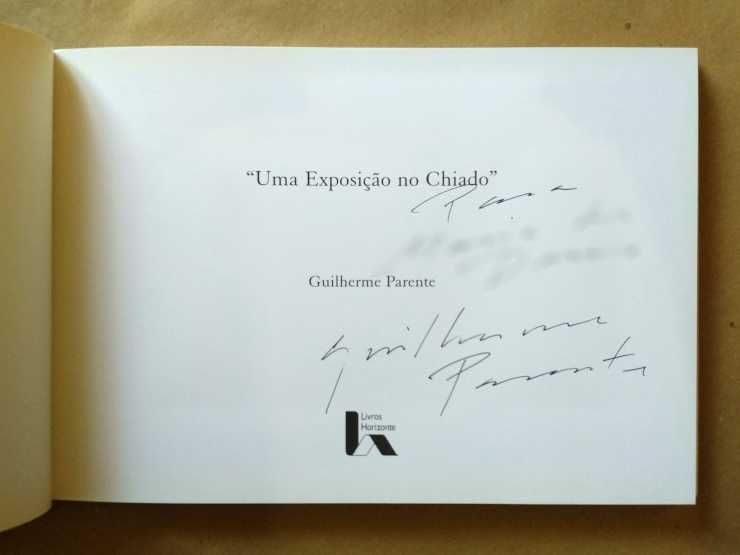 “Uma Exposição no Chiado”
Para
Guilherme Parente
Guilherme
Parente
Livros
Horizonte